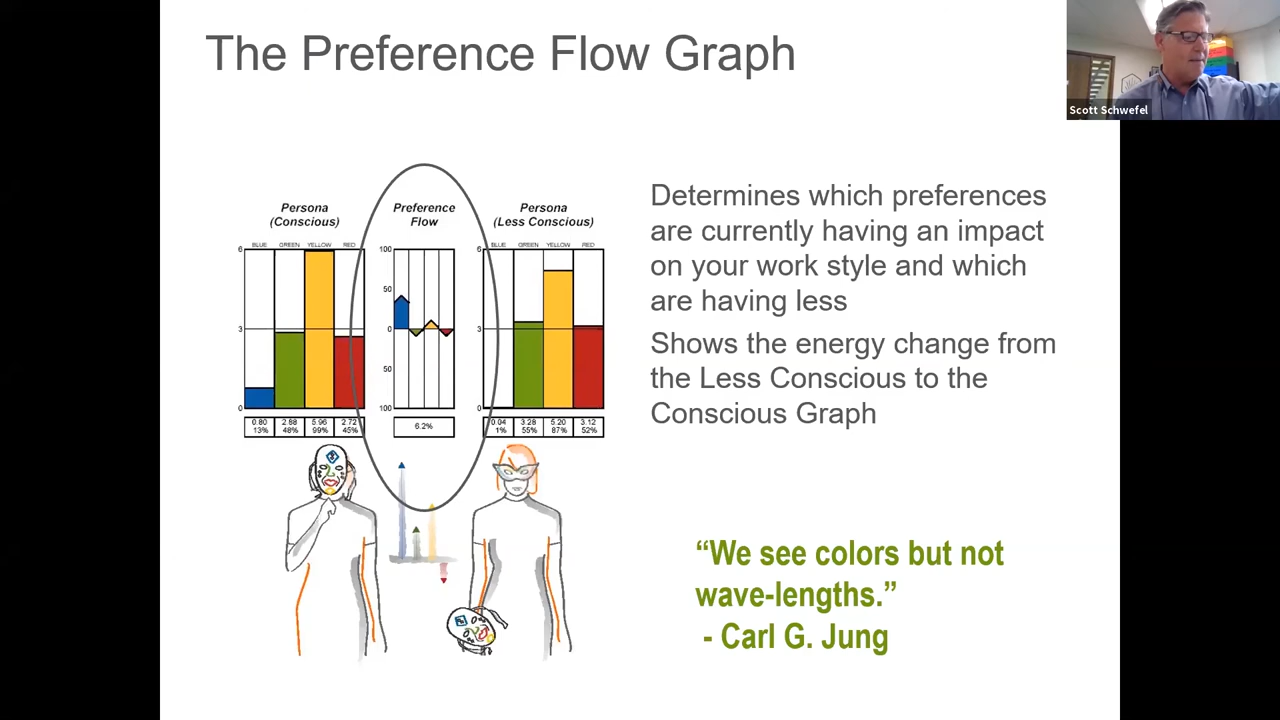 The Preference Flow Graph
Scott Schwefel
Persona
(Conscious)
BLUE GREEN YELLOW RED
6
3
0
0.80 2.88 5.96 2.72
13% 48% 99% 45%
Preference
Flow
100
50
0
50
100
6.2%
Persona
(Less Conscious)
BLUE GREEN YELLOW RED
6
3
0
0.04 3.28 5.20 3.12
1% 55% 87% 52%
Determines which preferences
are currently having an impact
on your work style and which
are having less
Shows the energy change from
the Less Conscious to the
Conscious Graph
“We see colors but not
wave-lengths.”
- Carl G. Jung